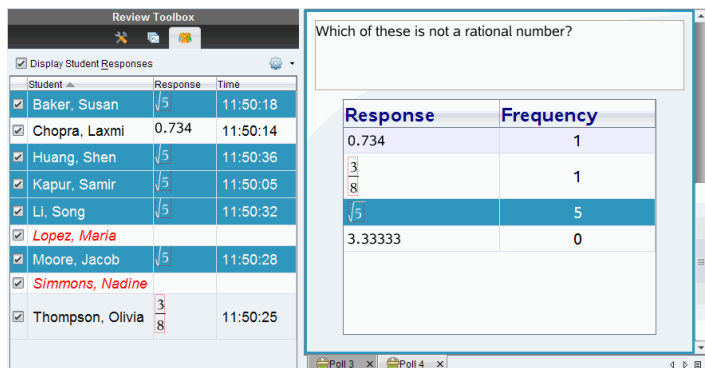 Review Toolbox
Display Student Responses
Student Response Time
Baker, Susan √5 11:50:18
Chopra, Laxmi 0.734 11:50:14
Huang, Shen √5 11:50:36
Kapur, Samir √5 11:50:05
Li, Song √5 11:50:32
Lopez, Maria
Moore, Jacob √5 11:50:28
Simmons, Nadine
Thompson, Olivia 3/8 11:50:25
Which of these is not a rational number?
Response Frequency
0.734 1
3/8 1
√5 5
3.33333 0
Poll 3 Poll 4